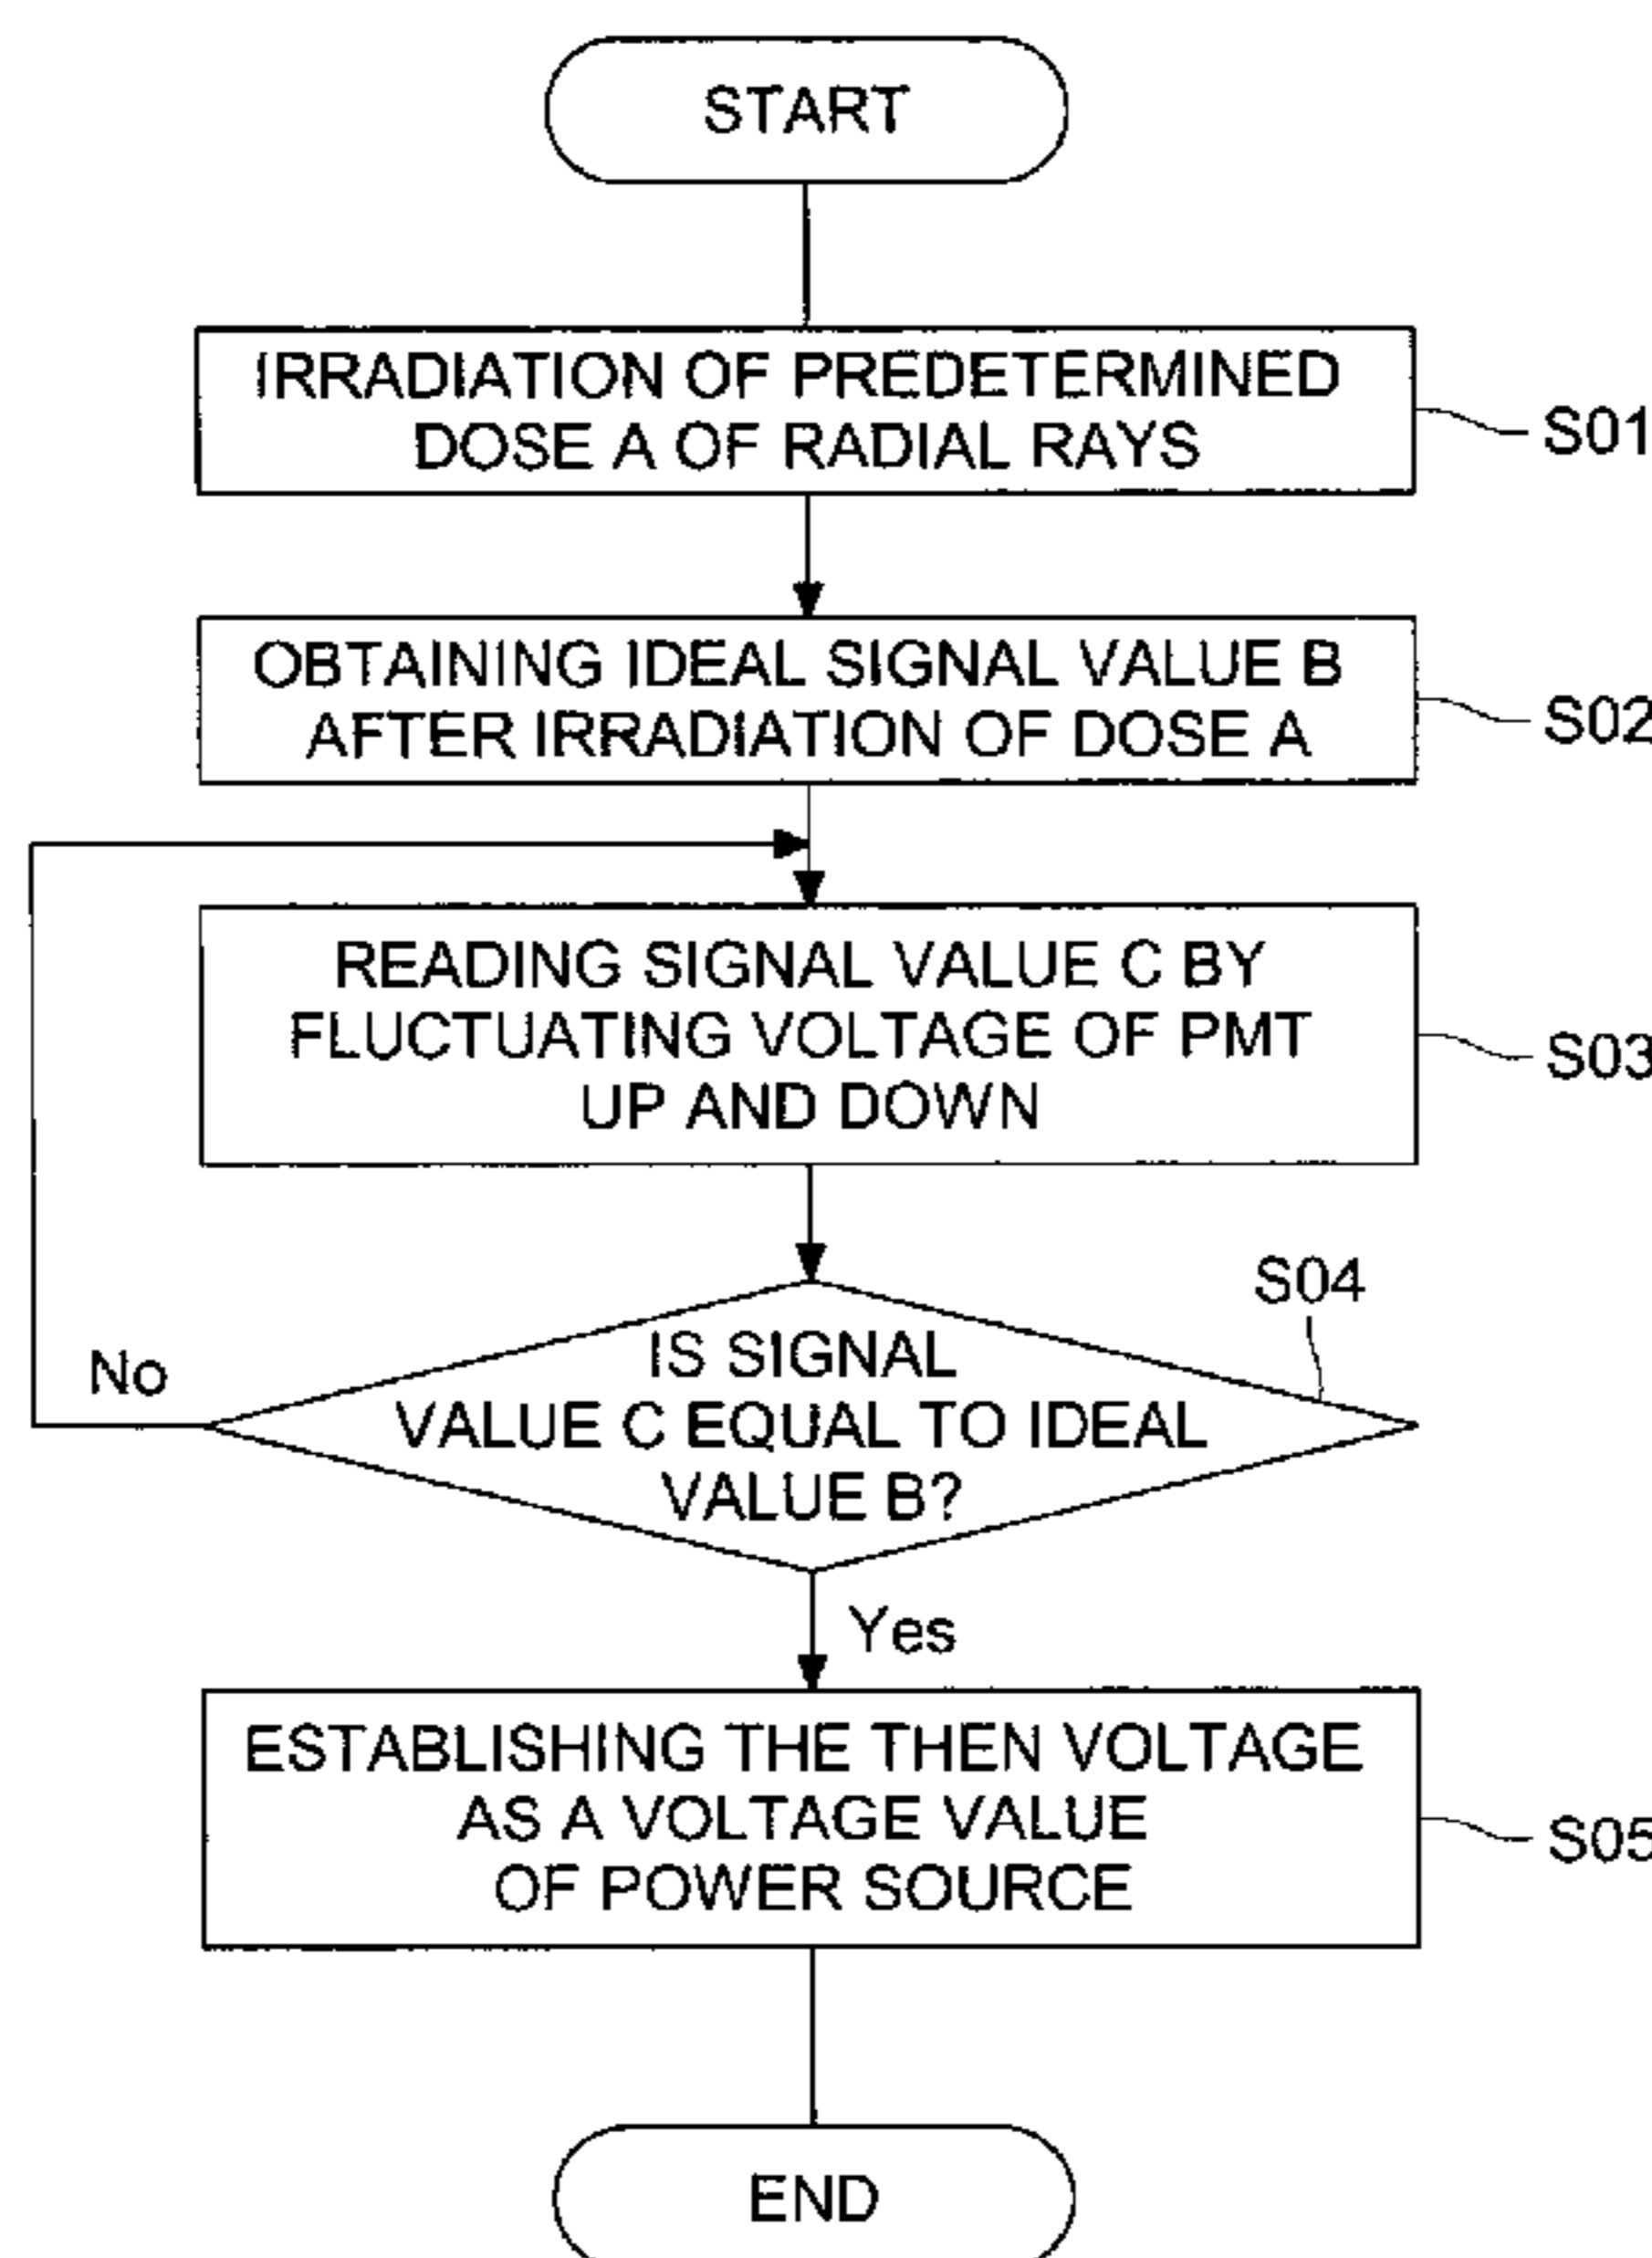 START
IRRADIATION OF PREDETERMINED
DOSE A OF RADIAL RAYS
S01
OBTAINING IDEAL SIGNAL VALUE B
AFTER IRRADIATION OF DOSE A
S02
READING SIGNAL VALUE C BY
FLUCTUATING VOLTAGE OF PMT
UP AND DOWN
S03
S04
IS SIGNAL
VALUE C EQUAL TO IDEAL
VALUE B?
No
Yes
ESTABLISHING THE THEN VOLTAGE
AS A VOLTAGE VALUE
OF POWER SOURCE
S05
END